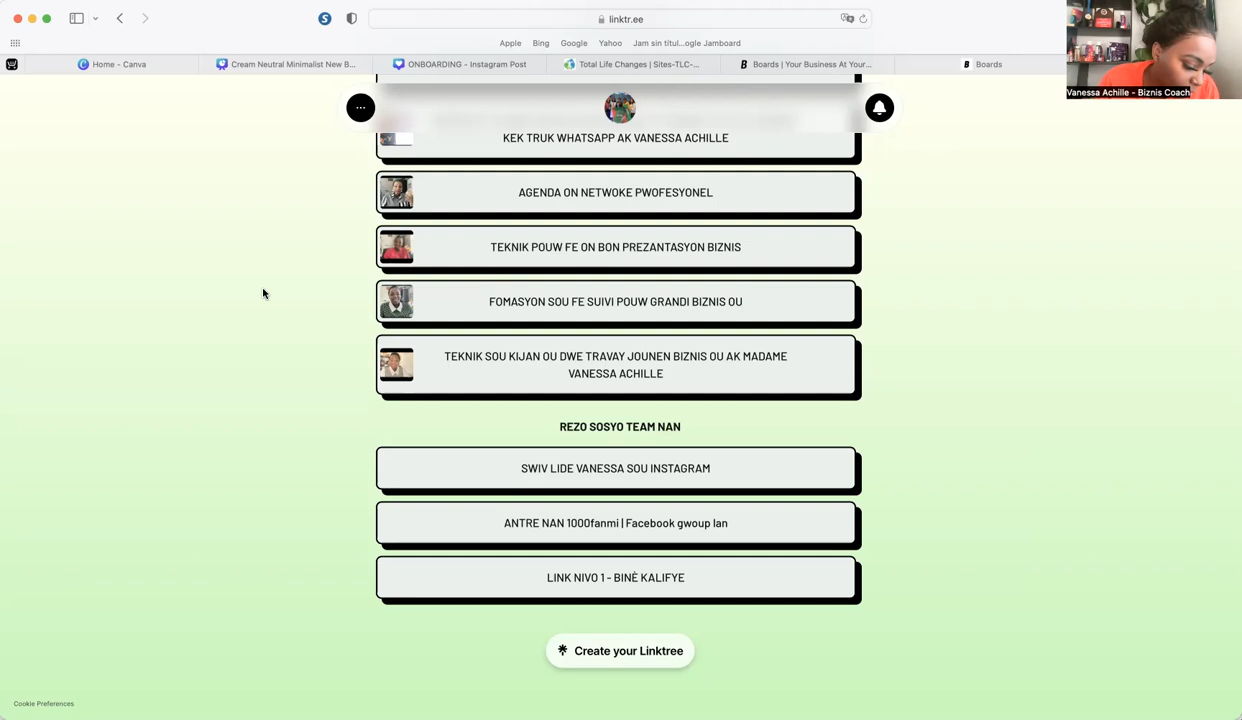 linktr.ee
Apple Bing Google Yahoo Jam sin titul...ogle Jamboard
Home - Canva Cream Neutral Minimalist New B... ONBOARDING - Instagram Post Total Life Changes | Sites-TLC-... Boards | Your Business At Your... Boards
Vanessa Achille - Biznis Coach
KEK TRUK WHATSAPP AK VANESSA ACHILLE
AGENDA ON NETWOKE PWOFESYONEL
TEKNIK POUW FE ON BON PREZANTASYON BIZNIS
FOMASYON SOU FE SUIVI POUW GRANDI BIZNIS OU
TEKNIK SOU KIJAN OU DWE TRAVAY JOUNEN BIZNIS OU AK MADAME
VANESSA ACHILLE
REZO SOSYO TEAM NAN
SWIV LIDE VANESSA SOU INSTAGRAM
ANTRE NAN 1000fanmi | Facebook gwoup lan
LINK NIVO 1 - BINÈ KALIFYE
Create your Linktree
Cookie Preferences